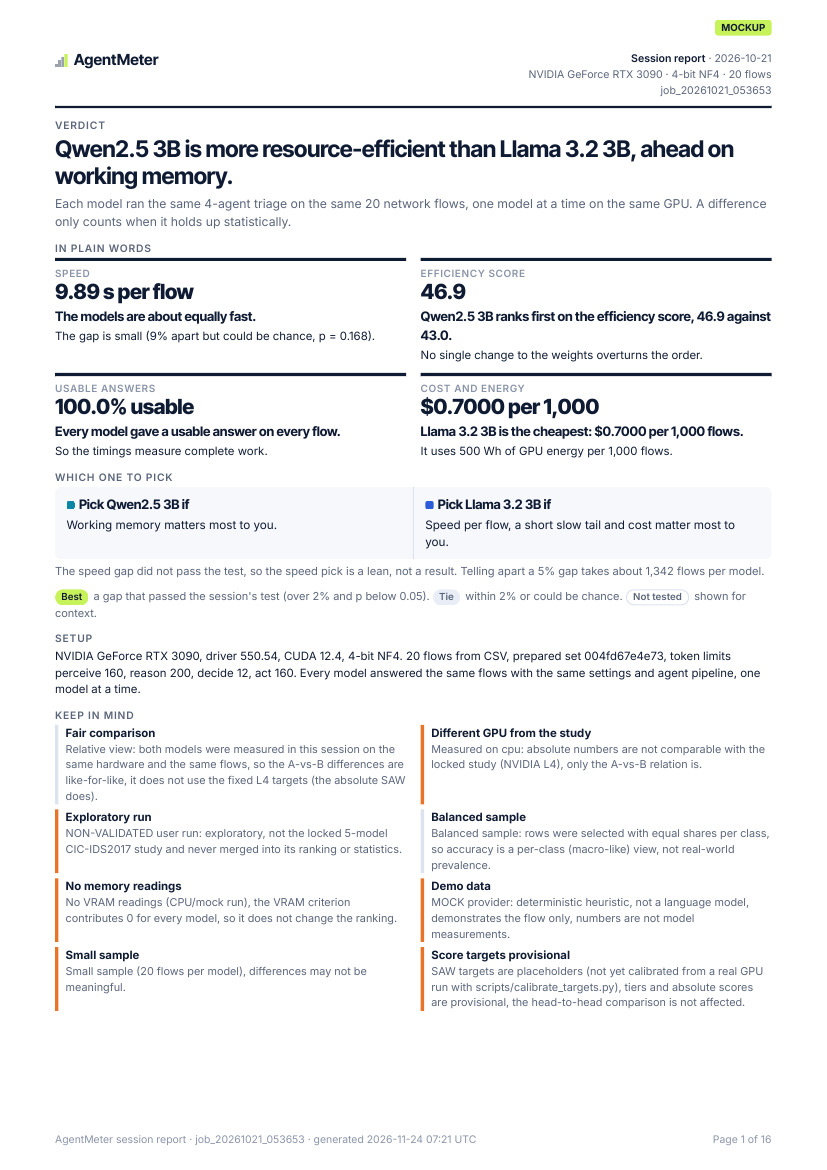 MOCKUP
AgentMeter
Session report · 2026-10-21
NVIDIA GeForce RTX 3090 · 4-bit NF4 · 20 flows
job_20261021_053653
VERDICT
Qwen2.5 3B is more resource-efficient than Llama 3.2 3B, ahead on
working memory.
Each model ran the same 4-agent triage on the same 20 network flows, one model at a time on the same GPU. A difference
only counts when it holds up statistically.
IN PLAIN WORDS
SPEED
9.89 s per flow
The models are about equally fast.
The gap is small (9% apart but could be chance, p = 0.168).
EFFICIENCY SCORE
46.9
Qwen2.5 3B ranks first on the efficiency score, 46.9 against
43.0.
No single change to the weights overturns the order.
USABLE ANSWERS
100.0% usable
Every model gave a usable answer on every flow.
So the timings measure complete work.
COST AND ENERGY
$0.7000 per 1,000
Llama 3.2 3B is the cheapest: $0.7000 per 1,000 flows.
It uses 500 Wh of GPU energy per 1,000 flows.
WHICH ONE TO PICK
Pick Qwen2.5 3B if
Working memory matters most to you.
Pick Llama 3.2 3B if
Speed per flow, a short slow tail and cost matter most to
you.
The speed gap did not pass the test, so the speed pick is a lean, not a result. Telling apart a 5% gap takes about 1,342 flows per model.
Best a gap that passed the session's test (over 2% and p below 0.05). Tie within 2% or could be chance. Not tested shown for
context.
SETUP
NVIDIA GeForce RTX 3090, driver 550.54, CUDA 12.4, 4-bit NF4. 20 flows from CSV, prepared set 004fd67e4e73, token limits
perceive 160, reason 200, decide 12, act 160. Every model answered the same flows with the same settings and agent pipeline, one
model at a time.
KEEP IN MIND
Fair comparison
Relative view: both models were measured in this session on the
same hardware and the same flows, so the A-vs-B differences are
like-for-like, it does not use the fixed L4 targets (the absolute SAW
does).
Different GPU from the study
Measured on cpu: absolute numbers are not comparable with the
locked study (NVIDIA L4), only the A-vs-B relation is.
Exploratory run
NON-VALIDATED user run: exploratory, not the locked 5-model
CIC-IDS2017 study and never merged into its ranking or statistics.
Balanced sample
Balanced sample: rows were selected with equal shares per class,
so accuracy is a per-class (macro-like) view, not real-world
prevalence.
No memory readings
No VRAM readings (CPU/mock run), the VRAM criterion
contributes 0 for every model, so it does not change the ranking.
Demo data
MOCK provider: deterministic heuristic, not a language model,
demonstrates the flow only, numbers are not model
measurements.
Small sample
Small sample (20 flows per model), differences may not be
meaningful.
Score targets provisional
SAW targets are placeholders (not yet calibrated from a real GPU
run with scripts/calibrate_targets.py), tiers and absolute scores
are provisional, the head-to-head comparison is not affected.
AgentMeter session report · job_20261021_053653 · generated 2026-11-24 07:21 UTC
Page 1 of 16